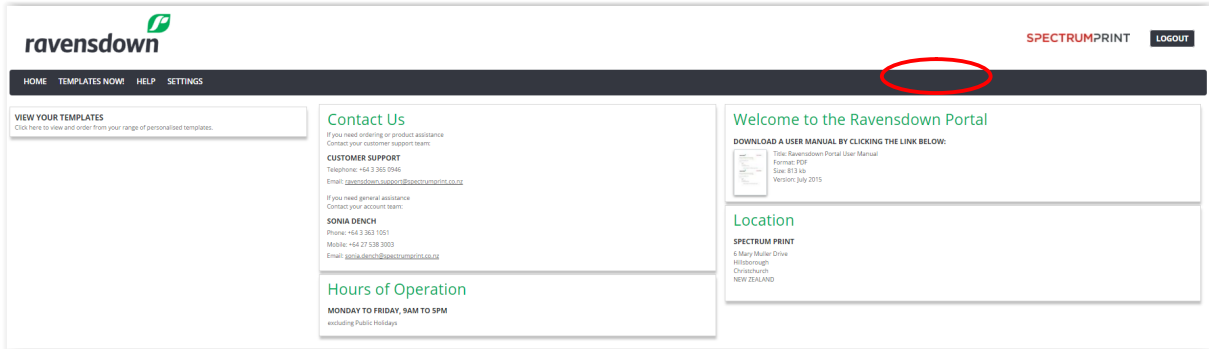 ravensdown
SPECTRUMPRINT
LOGOUT
HOME TEMPLATES NOW! HELP SETTINGS
VIEW YOUR TEMPLATES
Click here to view and order from your range of personalised templates.
Contact Us
If you need ordering or product assistance
Contact your customer support team:
CUSTOMER SUPPORT
Telephone: +64 3 365 0946
Email: ravensdown.support@spectrumprint.co.nz
If you need general assistance
Contact your account team:
SONIA DENCH
Phone: +64 3 363 1051
Mobile: +64 27 538 3003
Email: sonia.dench@spectrumprint.co.nz
Hours of Operation
MONDAY TO FRIDAY, 9AM TO 5PM
excluding Public Holidays
Welcome to the Ravensdown Portal
DOWNLOAD A USER MANUAL BY CLICKING THE LINK BELOW:
Title: Ravensdown Portal User Manual
Format: PDF
Size: 813 kb
Version: July 2015
Location
SPECTRUM PRINT
6 Mary Muller Drive
Hillsborough
Christchurch
NEW ZEALAND